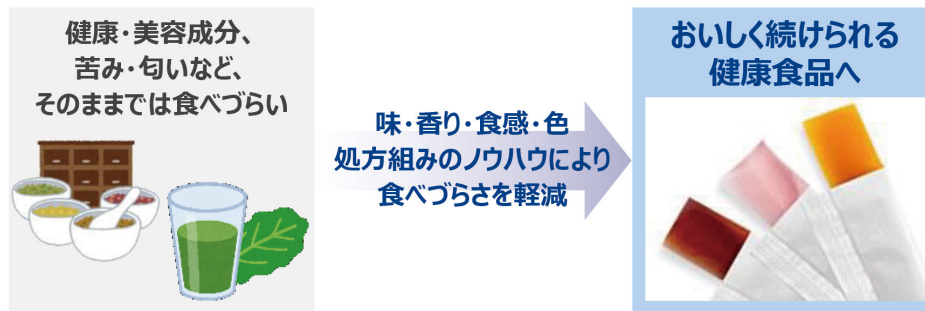 健康・美容成分、
苦み・匂いなど、
そのままでは食べづらい
味・香り・食感・色
処方組みのノウハウにより
食べづらさを軽減
おいしく続けられる
健康食品へ